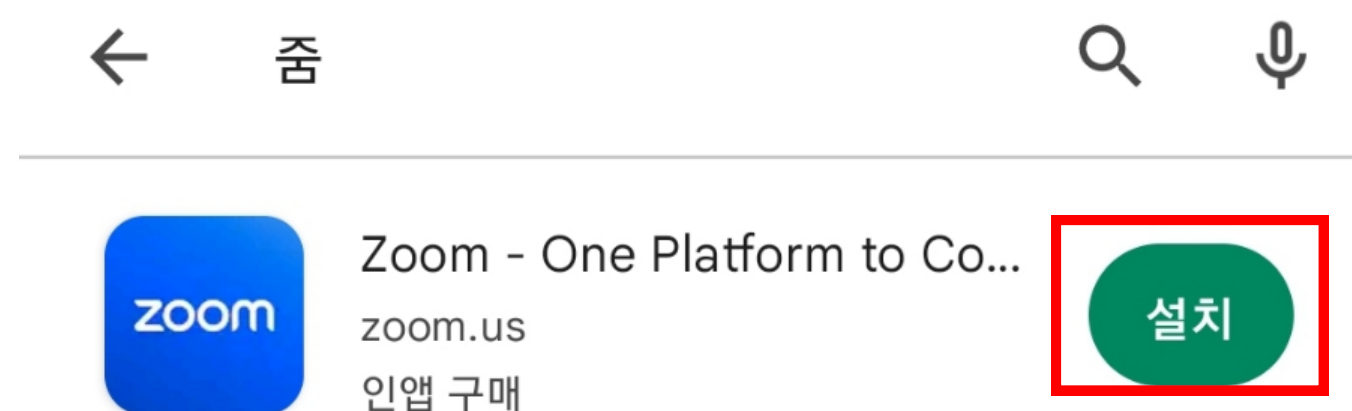 줌
Zoom - One Platform to Co...
zoom
zoom.us
설치
인앱 구매